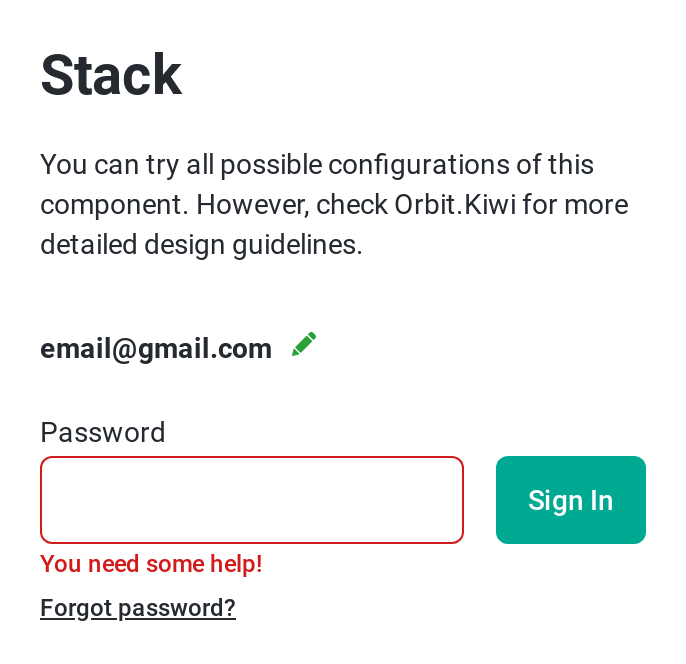 Stack
You can try all possible configurations of this
component. However, check Orbit.Kiwi for more
detailed design guidelines.
email@gmail.com
Password
Sign In
You need some help!
Forgot password?